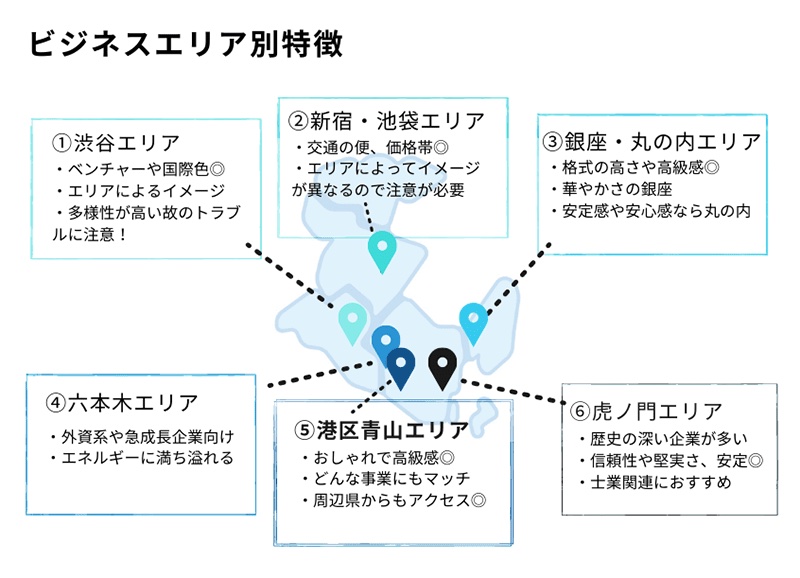 ビジネスエリア別特徴
①渋谷エリア
・ベンチャーや国際色◎
・エリアによるイメージ
・多様性が高い故のトラブ
ルに注意！
②新宿・池袋エリア
・交通の便、価格帯◎
・エリアによってイメージ
が異なるので注意が必要
③銀座・丸の内エリア
・格式の高さや高級感◎
・華やかさの銀座
・安定感や安心感なら丸の内
④六本木エリア
・外資系や急成長企業向け
・エネルギーに満ち溢れる
⑤港区青山エリア
・おしゃれで高級感◎
・どんな事業にもマッチ
・周辺県からもアクセス◎
⑥虎ノ門エリア
・歴史の深い企業が多い
・信頼性や堅実さ、安定◎
・士業関連におすすめ